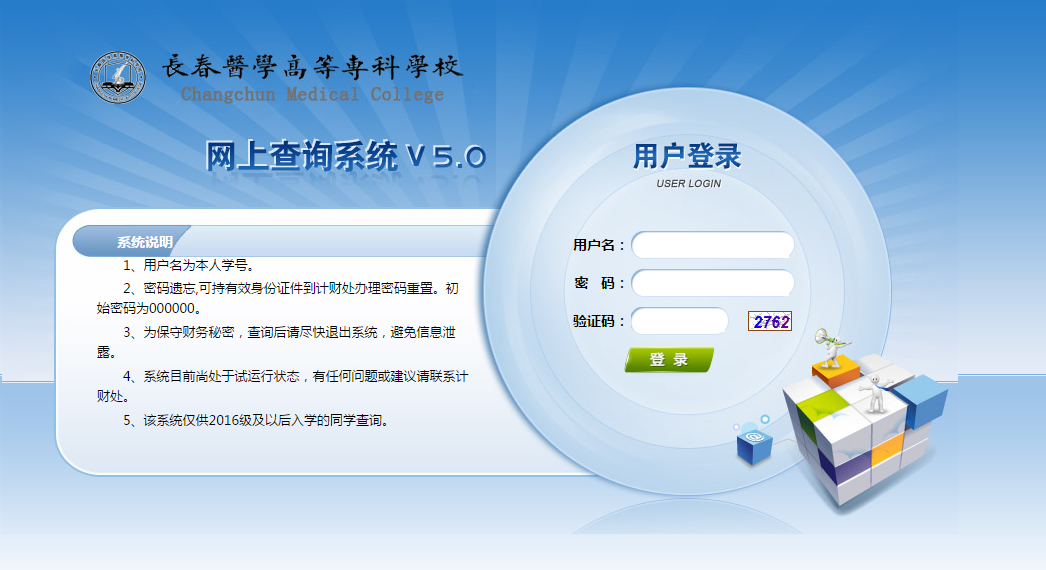 長春醫學高等專科學校
Changchun Medical College
网上查询系统 V 5.0
系统说明
1、用户名为本人学号。
2、密码遗忘,可持有效身份证件到计财处办理密码重置。初
始密码为000000。
3、为保守财务秘密，查询后请尽快退出系统，避免信息泄
露。
4、系统目前尚处于试运行状态，有任何问题或建议请联系计
财处。
5、该系统仅供2016级及以后入学的同学查询。
用户登录
USER LOGIN
用户名：
密 码：
验证码：
2762
登 录
@